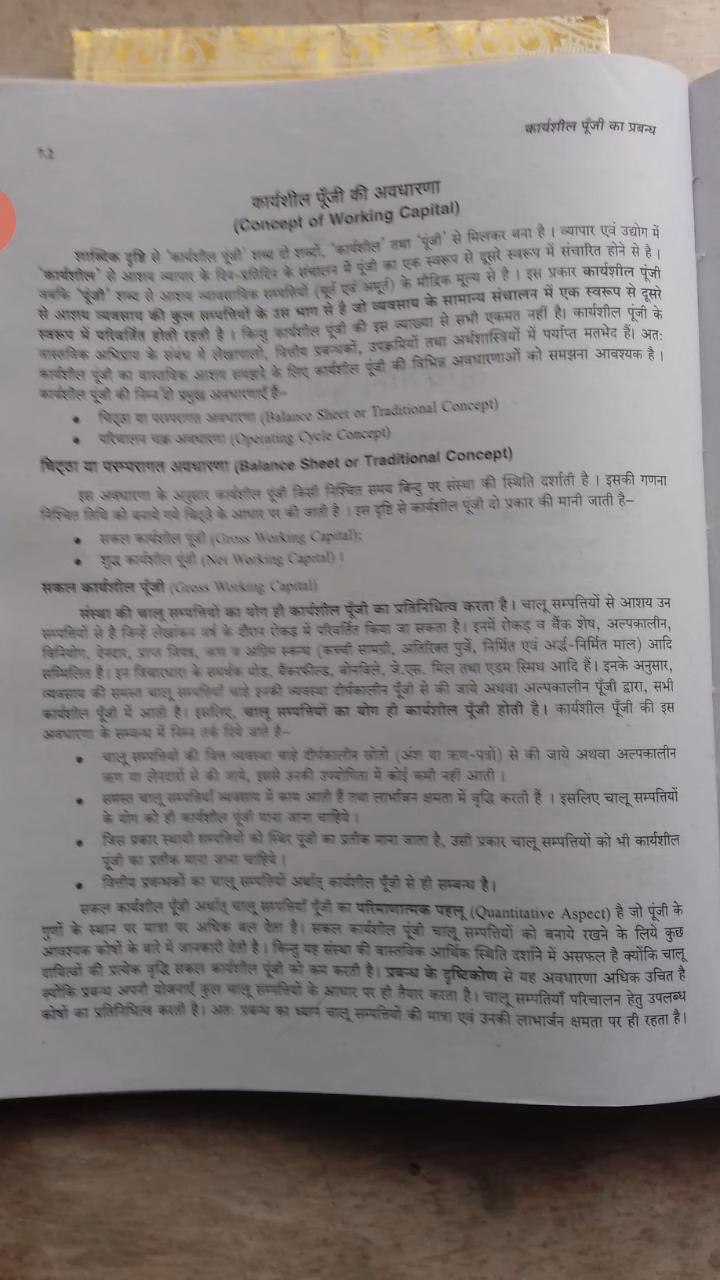 कार्यशील पूँजी का प्रबन्ध
7.2
कार्यशील पूँजी की अवधारणा
(Concept of Working Capital)
शाब्दिक दृष्टि से 'कार्यशील पूंजी' शब्द दो शब्दों, 'कार्यशील' तथा 'पूंजी' से मिलकर बना है । व्यापार एवं उद्योग में
'कार्यशील' से आशय व्यापार के दिन-प्रतिदिन के संचालन में पूंजी का एक स्वरूप से दूसरे स्वरूप में संचारित होने से है ।
जबकि 'पूंजी' शब्द से आशय व्यावसायिक सम्पत्तियों (मूर्त एवं अमूर्त) के मौद्रिक मूल्य से है । इस प्रकार कार्यशील पूंजी
से आशय व्यवसाय की कुल सम्पत्तियों के उस भाग से है जो व्यवसाय के सामान्य संचालन में एक स्वरूप से दूसरे
स्वरूप में परिवर्तित होती रहती है । किन्तु कार्यशील पूंजी की इस व्याख्या से सभी एकमत नहीं है। कार्यशील पूंजी के
वास्तविक अभिप्राय के संबंध में लेखापालों, वित्तीय प्रबन्धकों, उपक्रमियों तथा अर्थशास्त्रियों में पर्याप्त मतभेद हैं। अतः
कार्यशील पूंजी का वास्तविक आशय समझने के लिए कार्यशील पूंजी की विभिन्न अवधारणाओं को समझना आवश्यक है ।
कार्यशील पूंजी की निम्न दो प्रमुख अवधारणाएँ हैं–
• चिट्ठा या परम्परागत अवधारणा (Balance Sheet or Traditional Concept)
• परिचालन चक्र अवधारणा (Operating Cycle Concept)
चिट्ठा या परम्परागत अवधारणा (Balance Sheet or Traditional Concept)
इस अवधारणा के अनुसार कार्यशील पूंजी किसी निश्चित समय बिन्दु पर संस्था की स्थिति दर्शाती है । इसकी गणना
निश्चित तिथि को बनाये गये चिट्ठे के आधार पर की जाती है । इस दृष्टि से कार्यशील पूंजी दो प्रकार की मानी जाती है–
• सकल कार्यशील पूंजी (Gross Working Capital);
• शुद्ध कार्यशील पूंजी (Net Working Capital) ।
सकल कार्यशील पूंजी (Gross Working Capital)
संस्था की चालू सम्पत्तियों का योग ही कार्यशील पूंजी का प्रतिनिधित्व करता है । चालू सम्पत्तियों से आशय उन
सम्पत्तियों से है जिन्हें लेखांकन वर्ष के दौरान रोकड़ में परिवर्तित किया जा सकता है । इनमें रोकड़ व बैंक शेष, अल्पकालीन,
विनियोग, देनदार, प्राप्य विपत्र, ऋण व अग्रिम स्कन्ध (कच्ची सामग्री, अतिरिक्त पुर्जे, निर्मित एवं अर्द्ध-निर्मित माल) आदि
सम्मिलित है । इन विचारधारा के समर्थक मीड, बैकरफील्ड, बोनविले, जे.एस. मिल तथा एडम स्मिथ आदि हैं। इनके अनुसार,
व्यवसाय की समस्त चालू सम्पत्तियाँ चाहे इनकी व्यवस्था दीर्घकालीन पूंजी से की जाये अथवा अल्पकालीन पूंजी द्वारा, सभी
कार्यशील पूंजी में आती है। इसलिए, चालू सम्पत्तियों का योग ही कार्यशील पूंजी होती है । कार्यशील पूंजी की इस
अवधारणा के सम्बन्ध में निम्न तर्क दिये जाते है–
• चालू सम्पत्तियों की वित्त व्यवस्था चाहे दीर्घकालीन स्रोतों (अंश या ऋण-पत्रों) से की जाये अथवा अल्पकालीन
ऋण या लेनदारों से की जाये, इससे उनकी उपयोगिता में कोई कमी नहीं आती ।
• समस्त चालू सम्पत्तियाँ व्यवसाय में काम आती हैं तथा लाभार्जन क्षमता में वृद्धि करती हैं । इसलिए चालू सम्पत्तियों
के योग को ही कार्यशील पूंजी माना जाना चाहिये ।
• जिस प्रकार स्थायी सम्पत्तियों को स्थिर पूंजी का प्रतीक माना जाता है, उसी प्रकार चालू सम्पत्तियों को भी कार्यशील
पूंजी का प्रतीक माना जाना चाहिये ।
• वित्तीय प्रबन्धकों का चालू सम्पत्तियों अर्थात् कार्यशील पूंजी से ही सम्बन्ध है।
सकल कार्यशील पूंजी अर्थात् चालू सम्पत्तियाँ पूंजी का परिमाणात्मक पहलू (Quantitative Aspect) है जो पूंजी के
गुणों के स्थान पर मात्रा पर अधिक बल देता है । सकल कार्यशील पूंजी चालू सम्पत्तियों को बनाये रखने के लिये कुछ
आवश्यक कोषों के बारे में जानकारी देती है । किन्तु यह संस्था की वास्तविक आर्थिक स्थिति दर्शाने में असफल है क्योंकि चालू
दायित्वों की प्रत्येक वृद्धि सकल कार्यशील पूंजी को कम करती है। प्रबन्ध के दृष्टिकोण से यह अवधारणा अधिक उचित है
क्योंकि प्रबन्ध अपनी योजनाएँ कुल चालू सम्पत्तियों के आधार पर ही तैयार करता है । चालू सम्पतियाँ परिचालन हेतु उपलब्ध
कोषों का प्रतिनिधित्व करती है। अतः प्रबन्ध का ध्यान चालू सम्पत्तियों की मात्रा एवं उनकी लाभार्जन क्षमता पर ही रहता है।